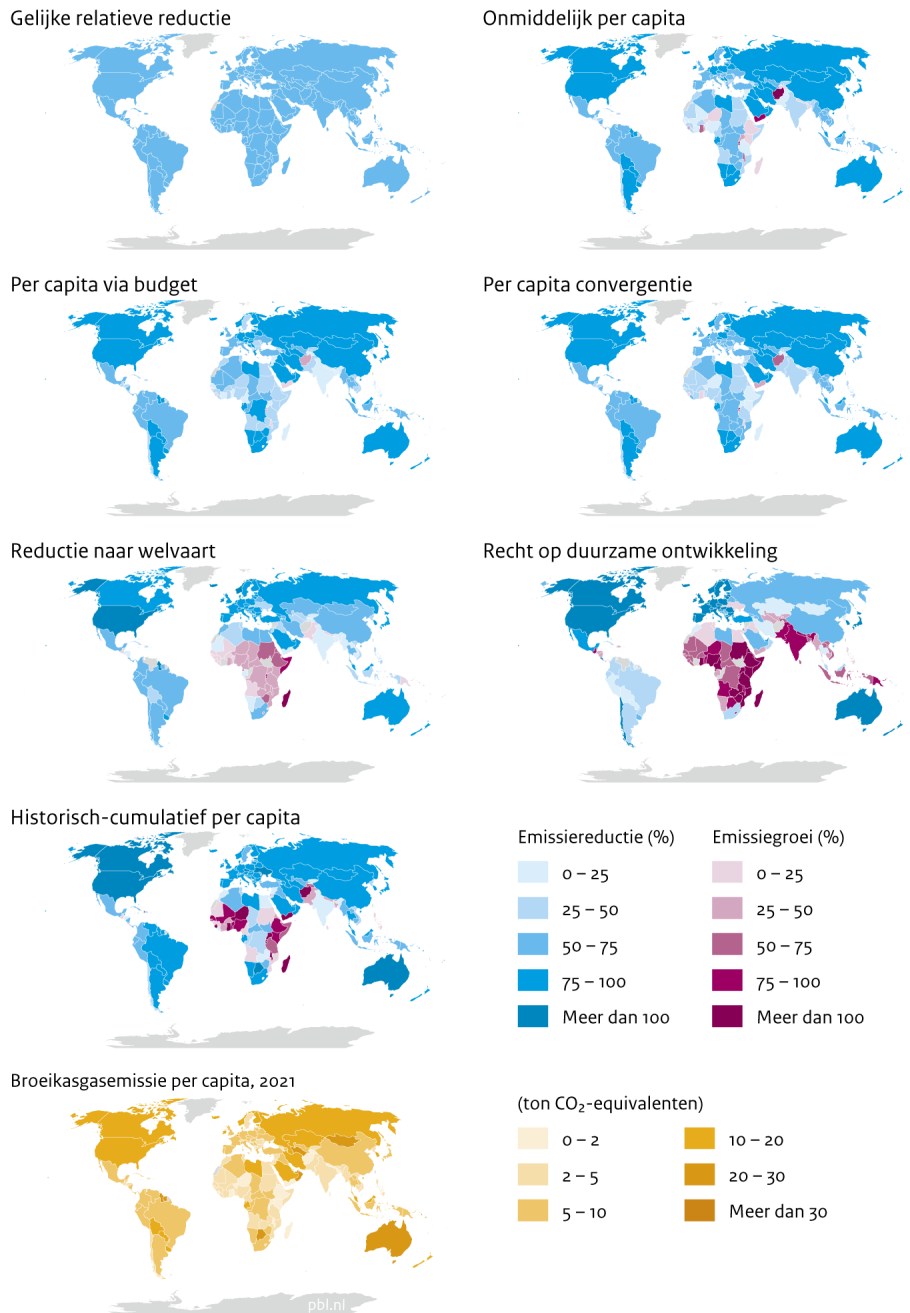 Gelijke relatieve reductie
Onmiddelijk per capita
Per capita via budget
Per capita convergentie
Reductie naar welvaart
Recht op duurzame ontwikkeling
Historisch-cumulatief per capita
Emissiereductie (%)
0 – 25
25 – 50
50 – 75
75 – 100
Meer dan 100
Emissiegroei (%)
0 – 25
25 – 50
50 – 75
75 – 100
Meer dan 100
Broeikasgasemissie per capita, 2021
(ton CO₂-equivalenten)
0 – 2
2 – 5
5 – 10
10 – 20
20 – 30
Meer dan 30
pbl.nl